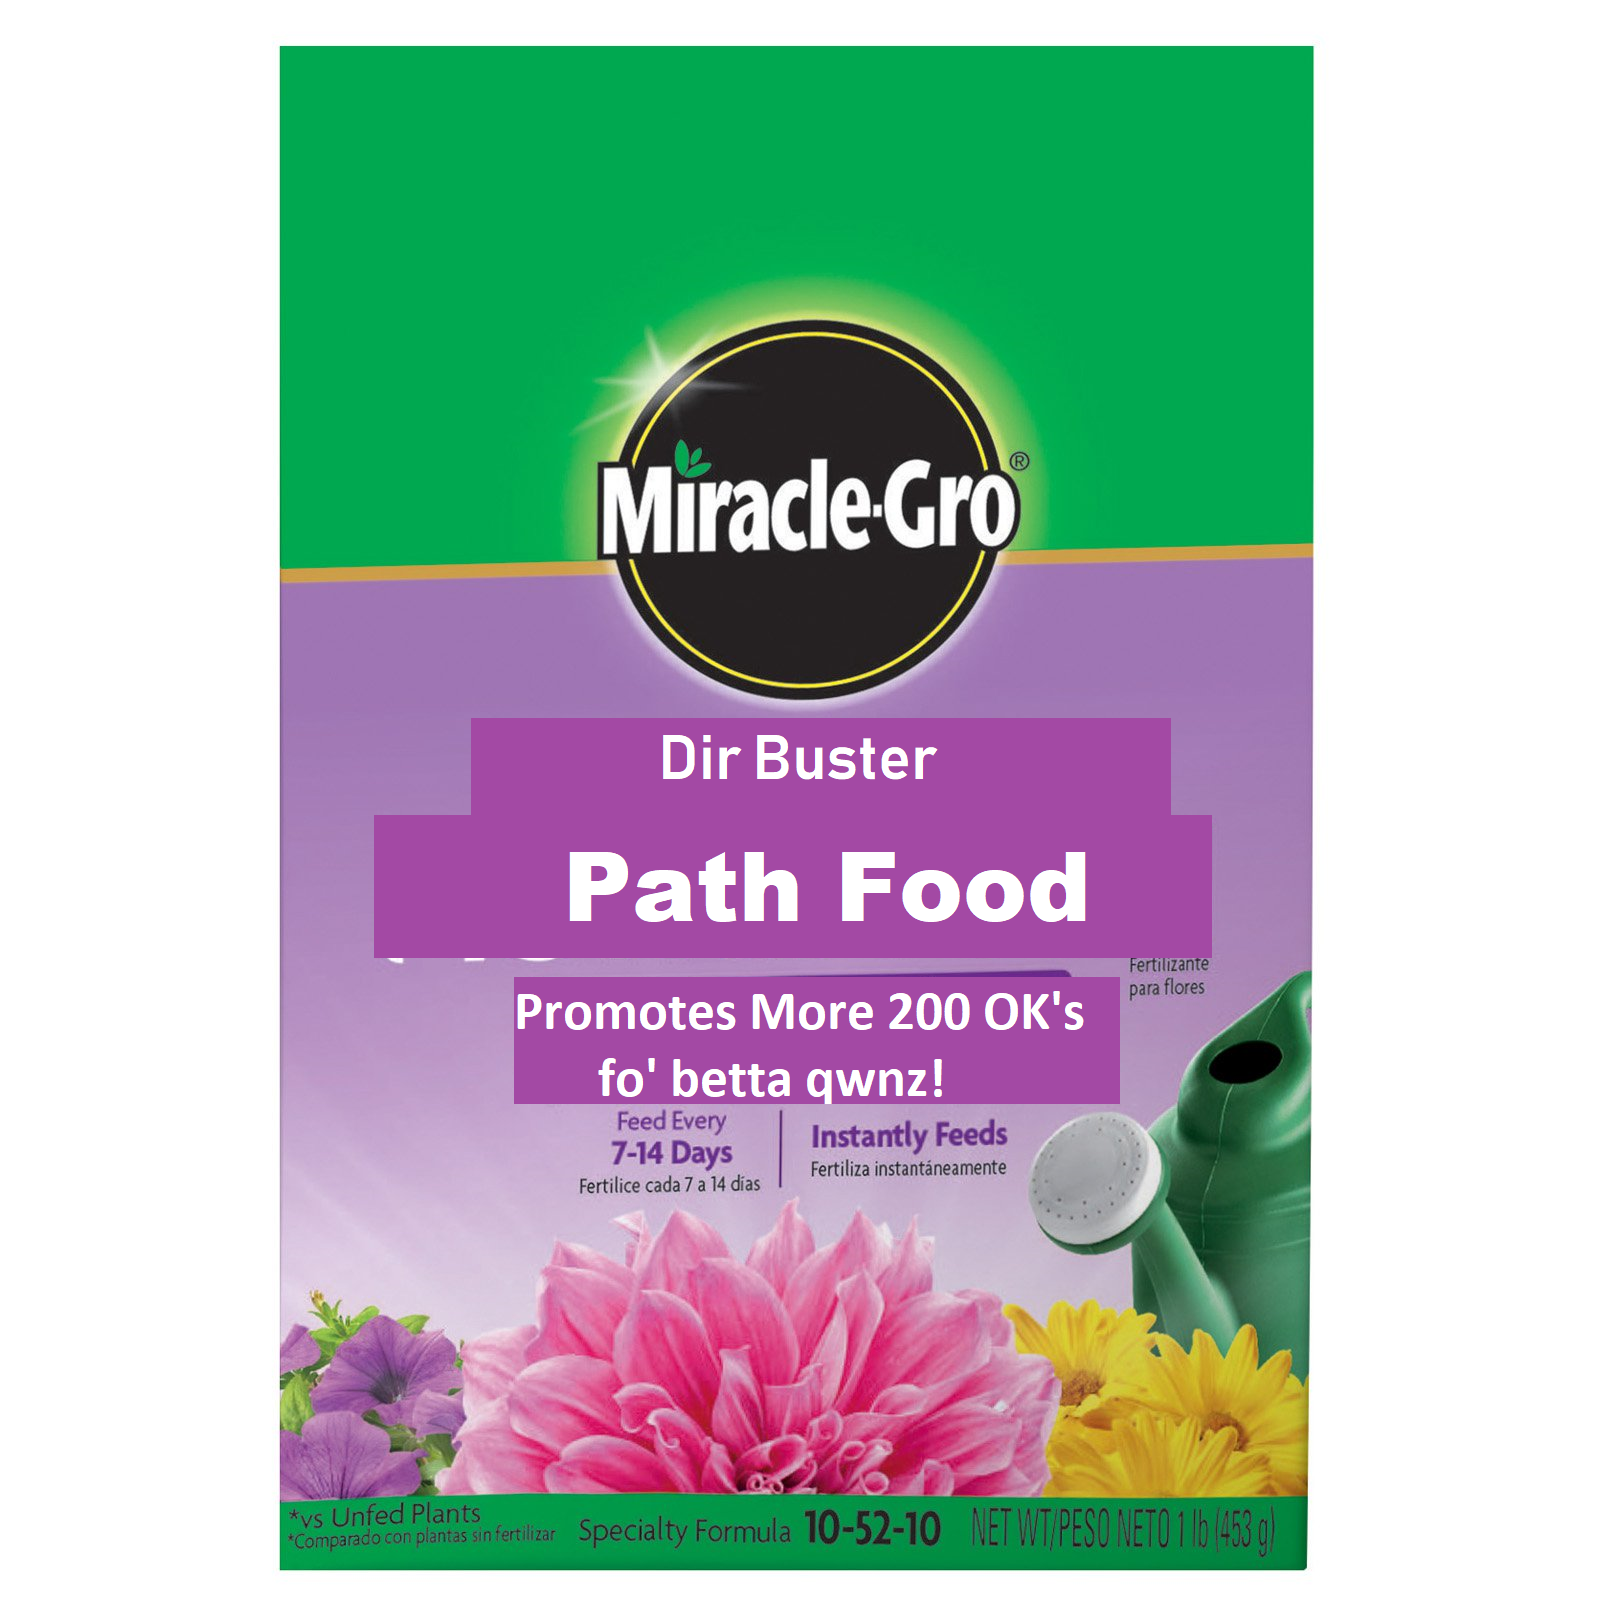 Miracle-Gro®
Dir Buster
Path Food
Fertilizante
para flores
Promotes More 200 OK's
fo' betta qwnz!
Feed Every
7-14 Days
Fertilice cada 7 a 14 días
Instantly Feeds
Fertiliza instantáneamente
*vs Unfed Plants
*Comparado con plantas sin fertilizar
Specialty Formula 10-52-10
NET WT/PESO NETO 1 lb (453 g)